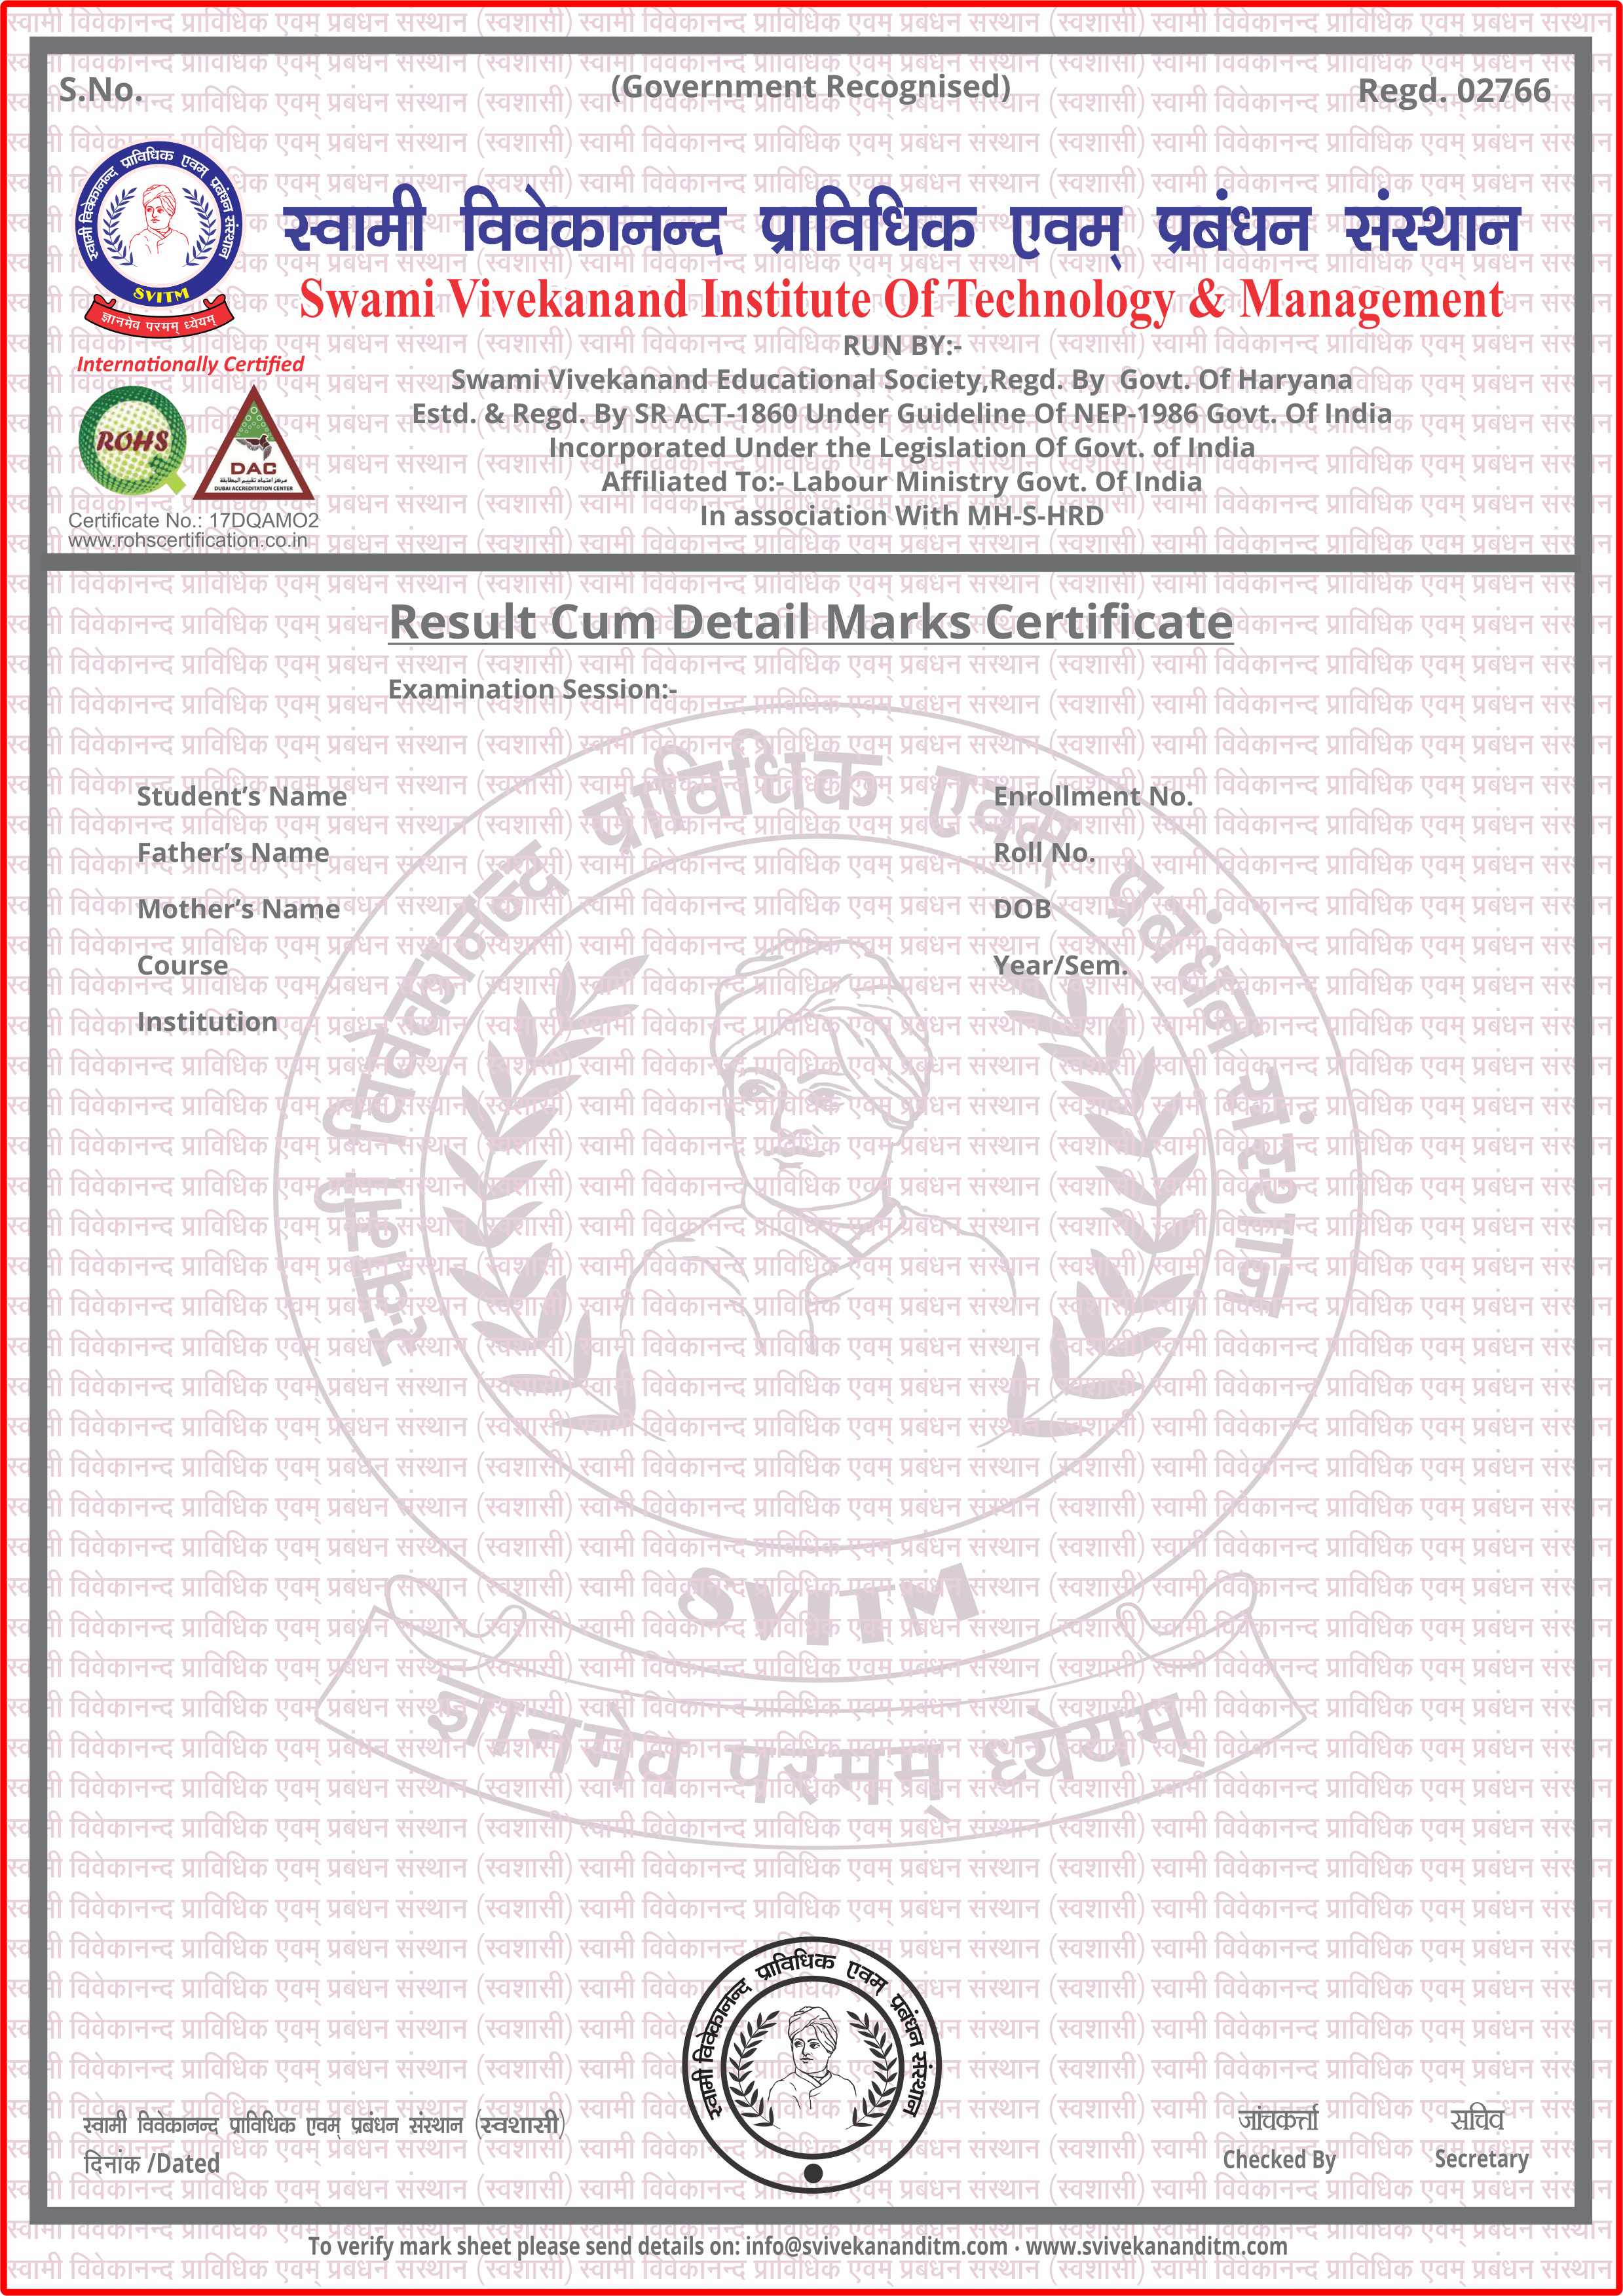 S.No.
(Government Recognised)
Regd. 02766
स्वामी विवेकानन्द प्राविधिक एवम् प्रबंधन संस्थान
SVITM
ज्ञानमेव परमम् ध्येयम्
स्वामी विवेकानन्द प्राविधिक एवम् प्रबंधन संस्थान
Swami Vivekanand Institute Of Technology & Management
RUN BY:-
Swami Vivekanand Educational Society,Regd. By Govt. Of Haryana
Estd. & Regd. By SR ACT-1860 Under Guideline Of NEP-1986 Govt. Of India
Incorporated Under the Legislation Of Govt. of India
Affiliated To:- Labour Ministry Govt. Of India
In association With MH-S-HRD
Internationally Certified
ROHS
DAC
مركز اعتماد تقييم المطابقة
DUBAI ACCREDITATION CENTER
Certificate No.: 17DQAMO2
www.rohscertification.co.in
Result Cum Detail Marks Certificate
Examination Session:-
Student’s Name
Enrollment No.
Father’s Name
Roll No.
Mother’s Name
DOB
Course
Year/Sem.
Institution
स्वामी विवेकानन्द प्राविधिक एवम् प्रबंधन संस्थान
SVITM
ज्ञानमेव परमम् ध्येयम्
स्वामी विवेकानन्द प्राविधिक एवम् प्रबंधन संस्थान
स्वामी विवेकानन्द प्राविधिक एवम् प्रबंधन संस्थान (स्वशासी)
दिनांक /Dated
जांचकर्त्ता
Checked By
सचिव
Secretary
To verify mark sheet please send details on: info@svivekananditm.com · www.svivekananditm.com